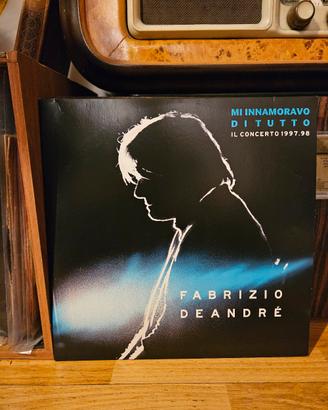 MI INNAMORAVO
DI TUTTO
IL CONCERTO 1997.98
FABRIZIO
DEANDRÉ